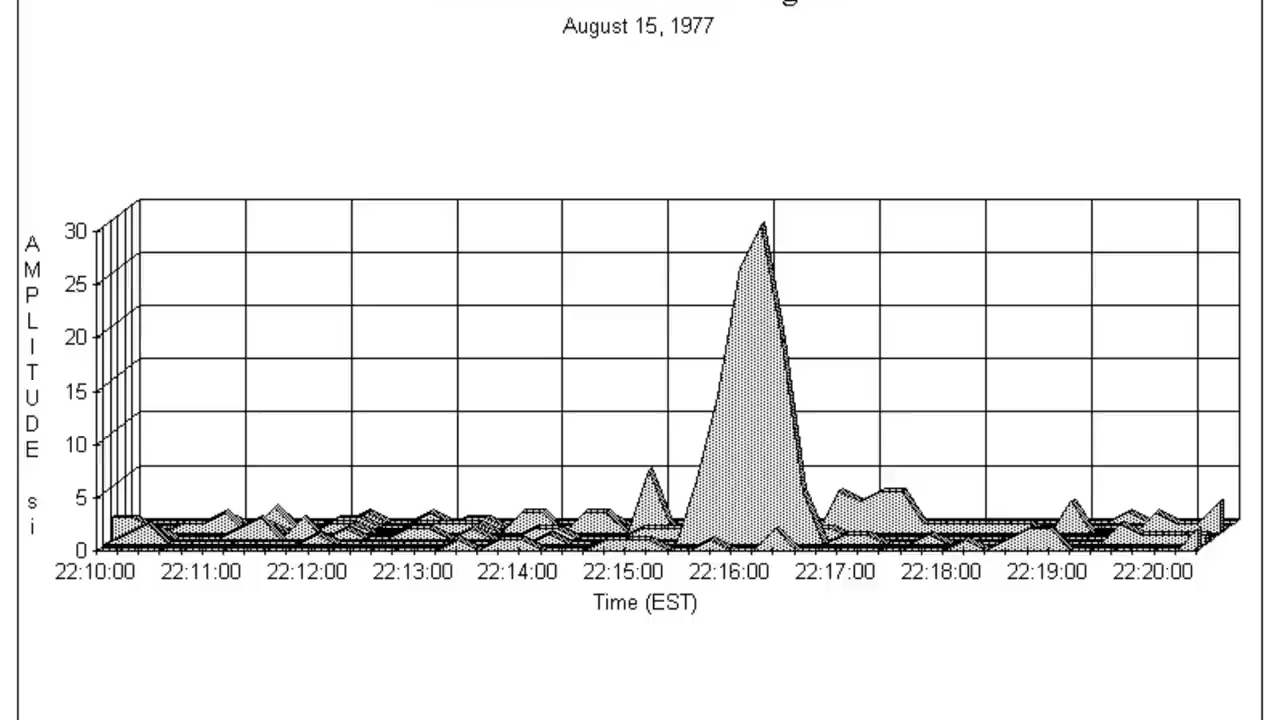 August 15, 1977
AMPLITUDE si
30
25
20
15
10
5
0
22:10:00 22:11:00 22:12:00 22:13:00 22:14:00 22:15:00 22:16:00 22:17:00 22:18:00 22:19:00 22:20:00
Time (EST)